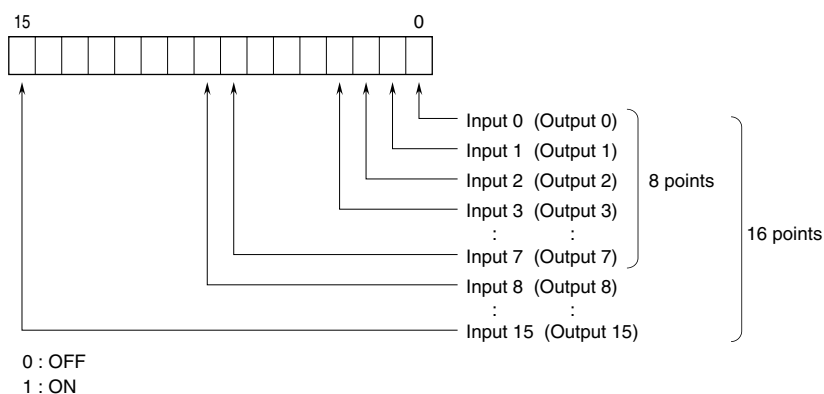 15 0
Input 0 (Output 0)
Input 1 (Output 1)
Input 2 (Output 2)
8 points
Input 3 (Output 3)
: :
16 points
Input 7 (Output 7)
Input 8 (Output 8)
: :
Input 15 (Output 15)
0 : OFF
1 : ON